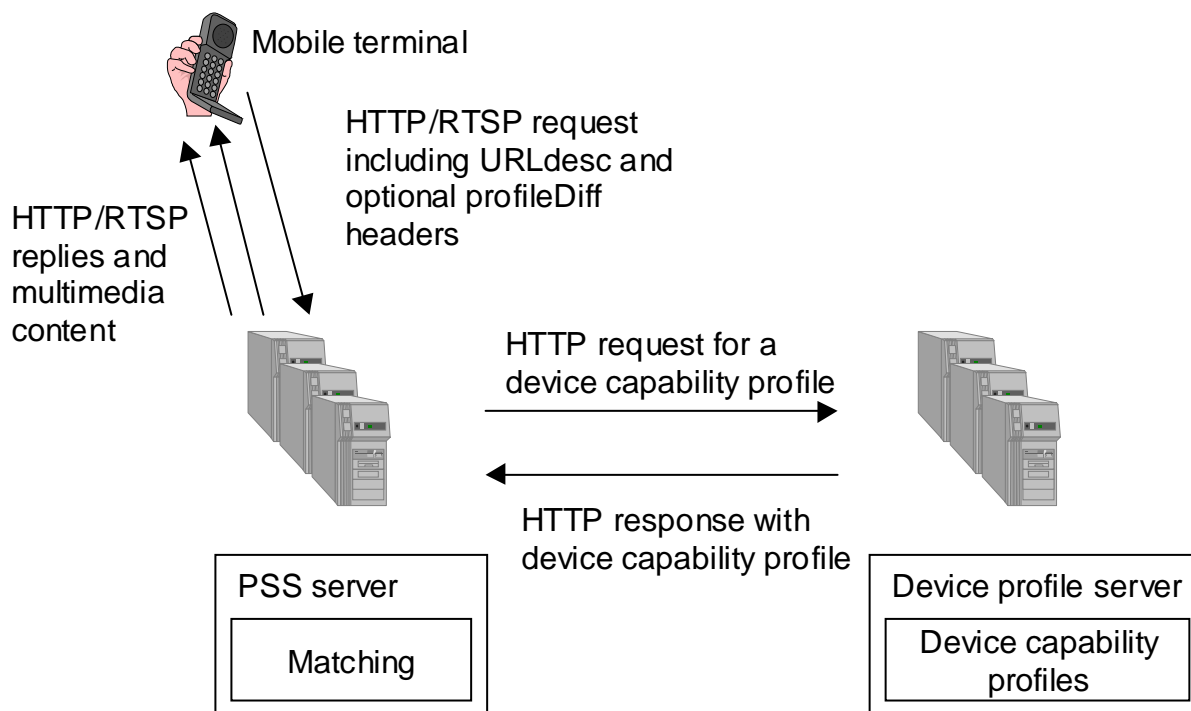 Mobile terminal
HTTP/RTSP request
including URLdesc and
optional profileDiff
headers
HTTP/RTSP
replies and
multimedia
content
HTTP request for a
device capability profile
HTTP response with
device capability profile
PSS server
Matching
Device profile server
Device capability
profiles